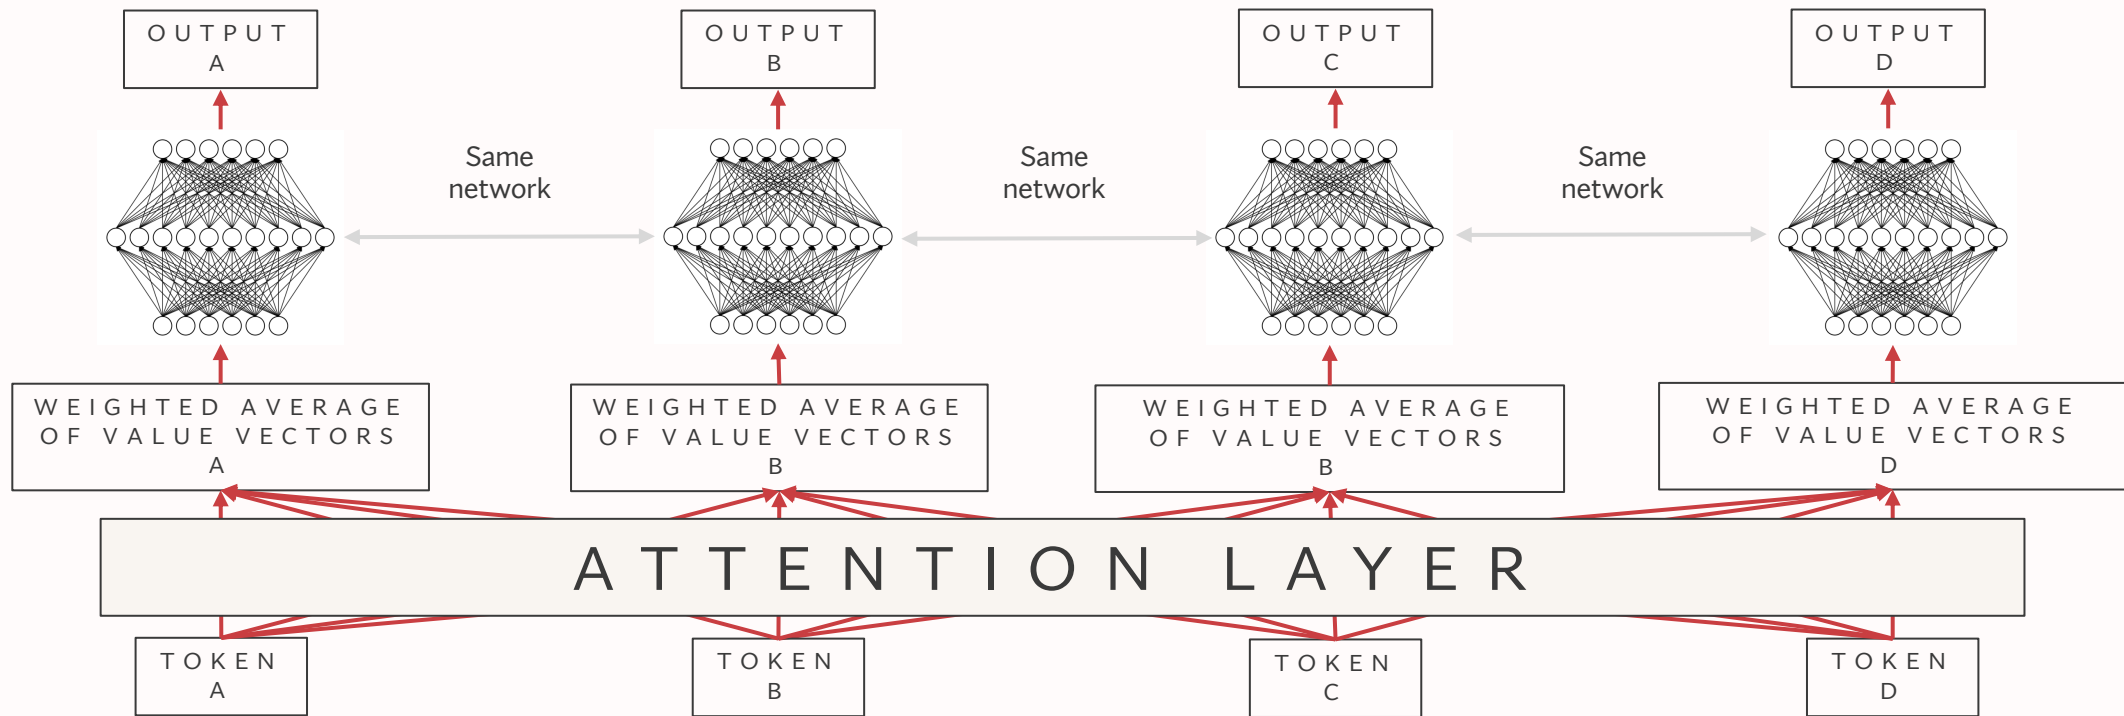 OUTPUT
A
OUTPUT
B
OUTPUT
C
OUTPUT
D
Same
network
Same
network
Same
network
WEIGHTED AVERAGE
OF VALUE VECTORS
A
WEIGHTED AVERAGE
OF VALUE VECTORS
B
WEIGHTED AVERAGE
OF VALUE VECTORS
B
WEIGHTED AVERAGE
OF VALUE VECTORS
D
ATTENTION LAYER
TOKEN
A
TOKEN
B
TOKEN
C
TOKEN
D